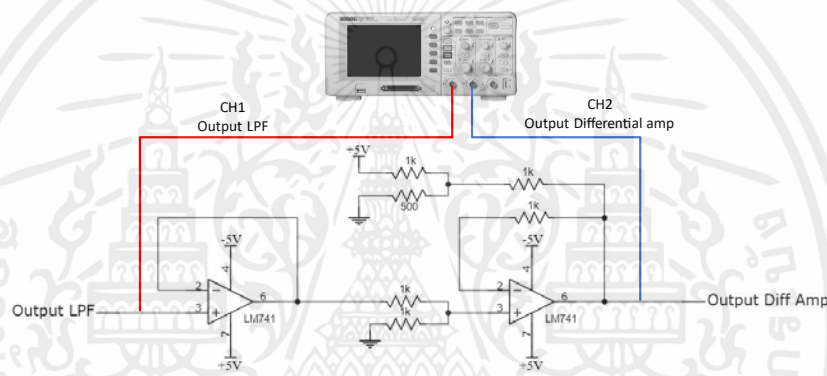 CH1
Output LPF
CH2
Output Differential amp
+5V
1k
500
1k
1k
-5V
4
2
3
6
7
LM741
+5V
Output LPF
1k
1k
-5V
4
2
3
6
7
LM741
+5V
Output Diff Amp